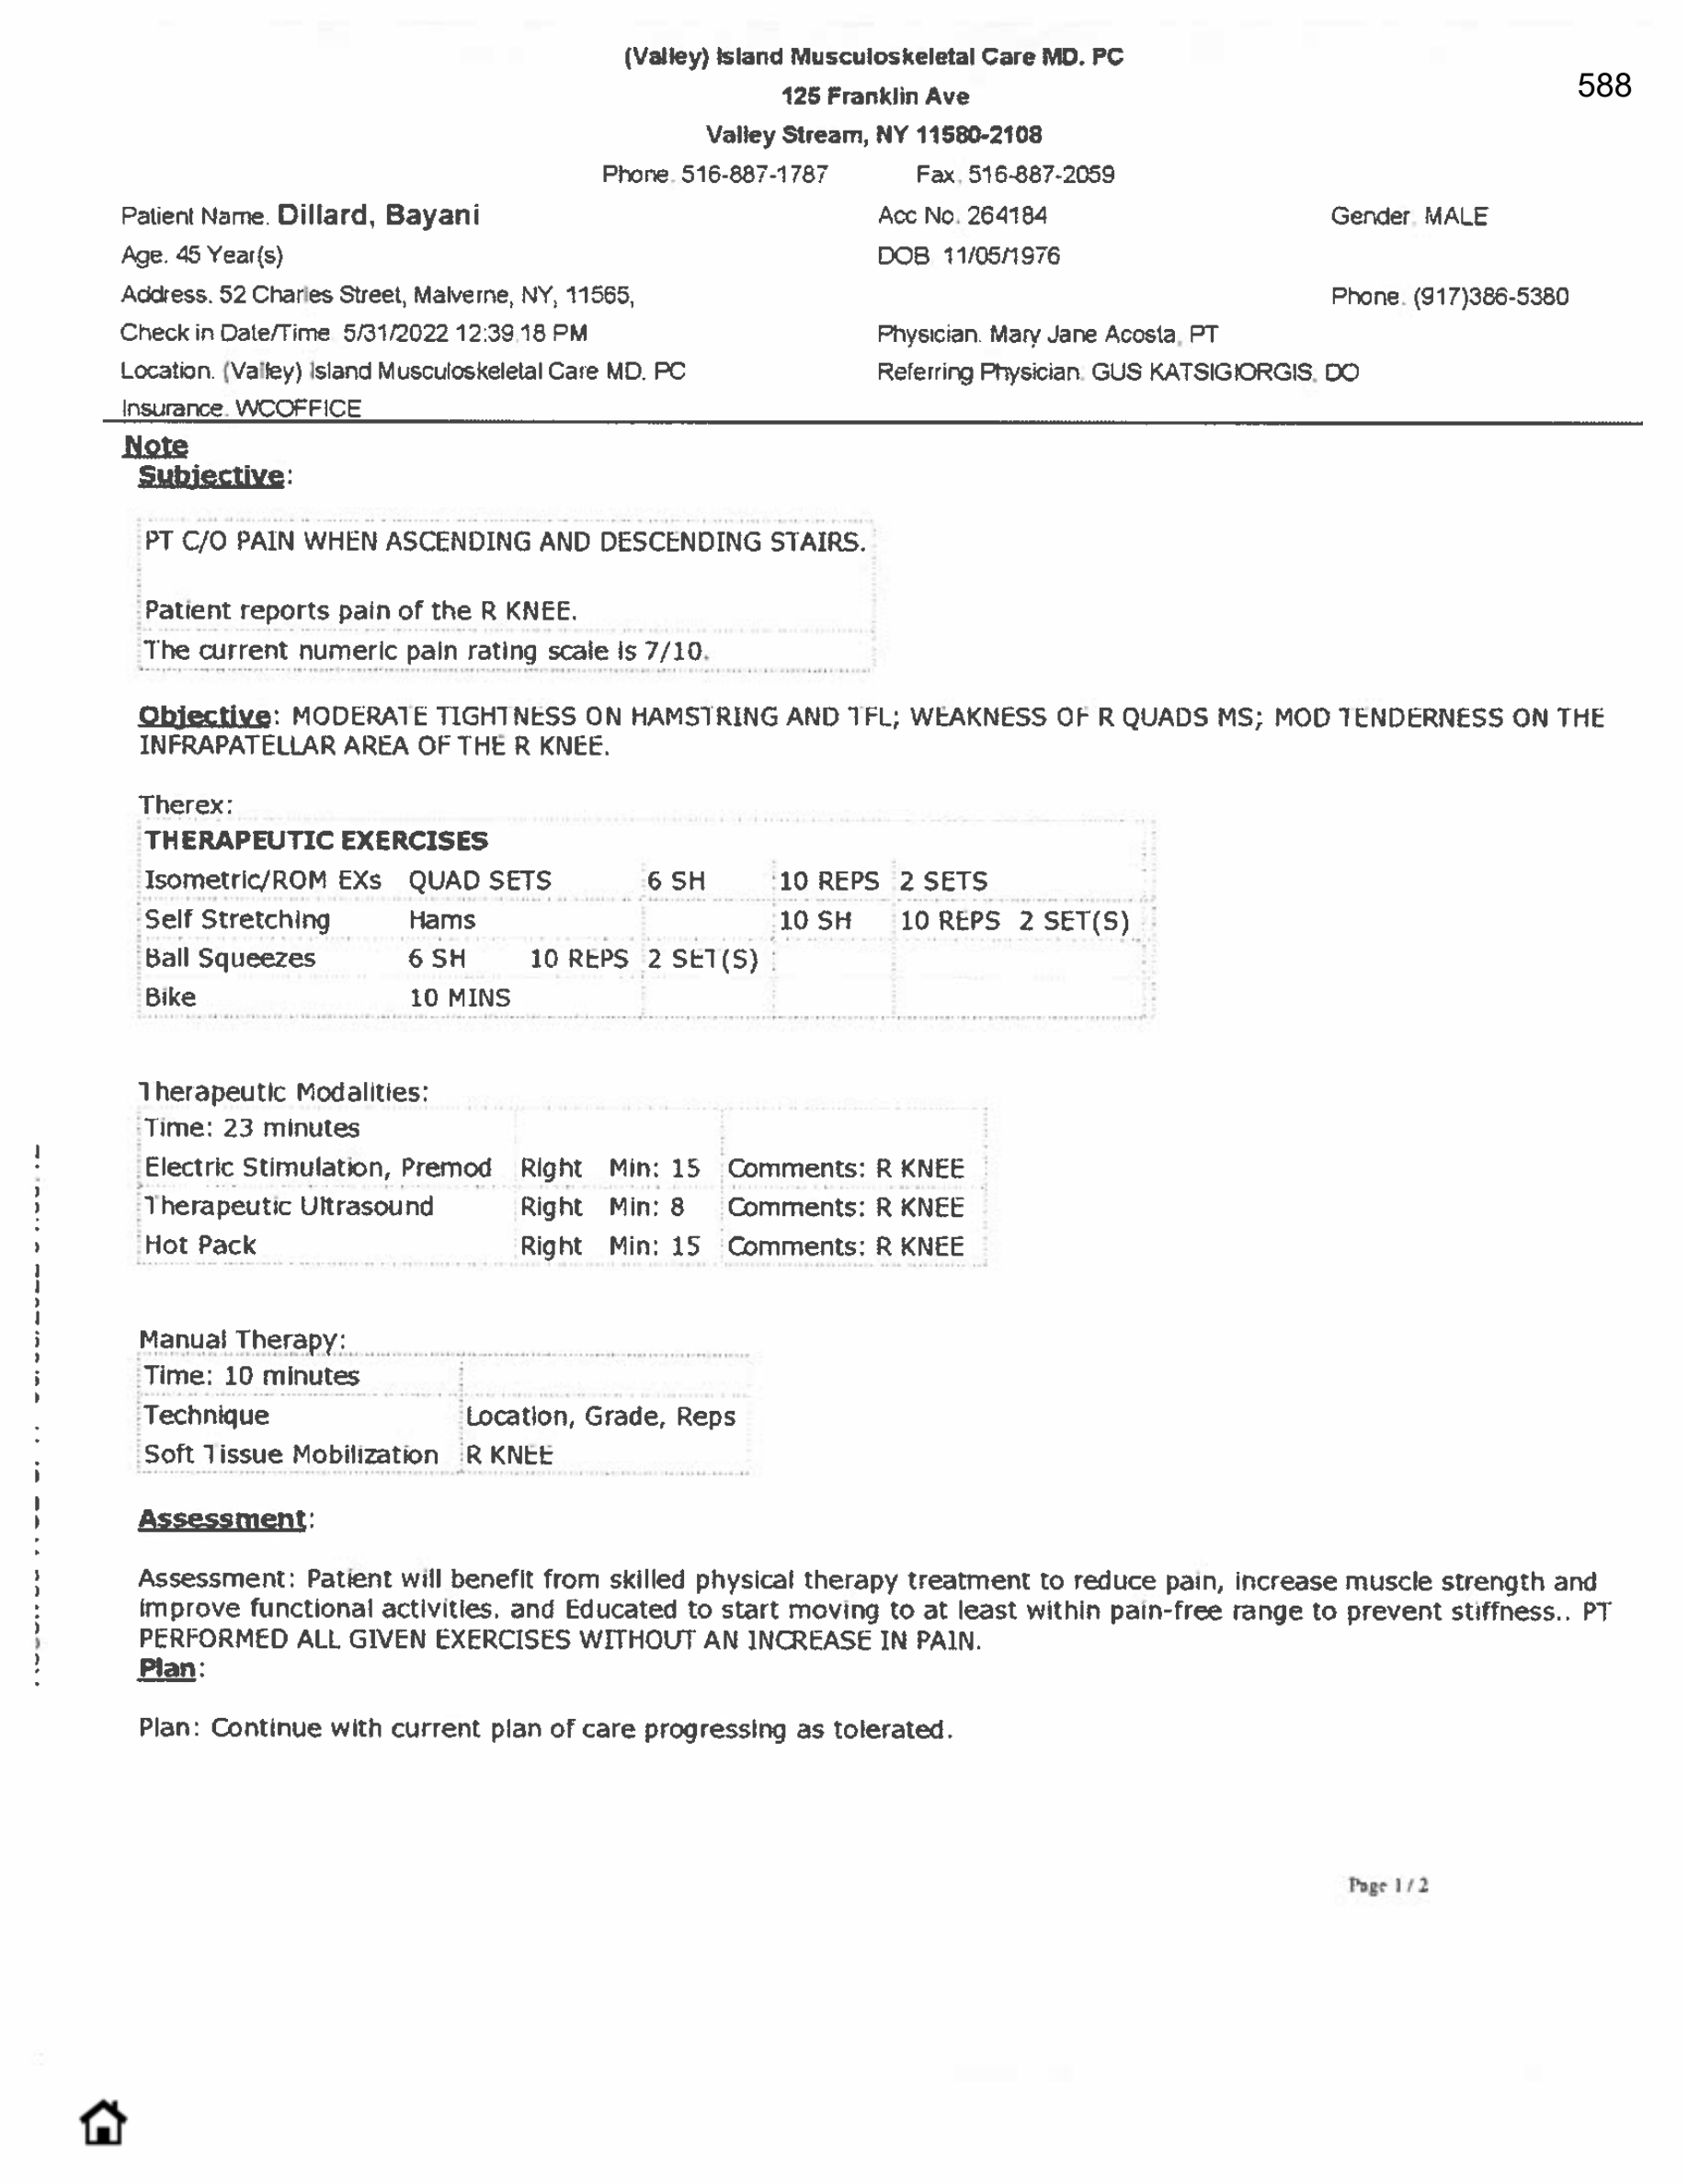 (Valley) Island Musculoskeletal Care MD. PC
588
125 Franklin Ave
Valley Stream, NY 11580-2108
Phone. 516-887-1787 Fax. 516-887-2059
Patient Name. Dillard, Bayani Acc No. 264184 Gender. MALE
Age. 45 Year(s) DOB 11/05/1976
Address. 52 Charles Street, Malverne, NY, 11565, Phone. (917)386-5380
Check in Date/Time 5/31/2022 12:39.18 PM Physician. Mary Jane Acosta, PT
Location. (Valley) Island Musculoskeletal Care MD. PC Referring Physician. GUS KATSIGIORGIS, DO
Insurance. WCOFFICE
Note
Subjective:
PT C/O PAIN WHEN ASCENDING AND DESCENDING STAIRS.
Patient reports pain of the R KNEE.
The current numeric pain rating scale is 7/10.
Objective: MODERATE TIGHTNESS ON HAMSTRING AND TFL; WEAKNESS OF R QUADS MS; MOD TENDERNESS ON THE
INFRAPATELLAR AREA OF THE R KNEE.
Therex:
THERAPEUTIC EXERCISES
Isometric/ROM EXs QUAD SETS 6 SH 10 REPS 2 SETS
Self Stretching Hams 10 SH 10 REPS 2 SET(S)
Ball Squeezes 6 SH 10 REPS 2 SET(S)
Bike 10 MINS
Therapeutic Modalities:
Time: 23 minutes
Electric Stimulation, Premod Right Min: 15 Comments: R KNEE
Therapeutic Ultrasound Right Min: 8 Comments: R KNEE
Hot Pack Right Min: 15 Comments: R KNEE
Manual Therapy:
Time: 10 minutes
Technique Location, Grade, Reps
Soft Tissue Mobilization R KNEE
Assessment:
Assessment: Patient will benefit from skilled physical therapy treatment to reduce pain, increase muscle strength and
improve functional activities. and Educated to start moving to at least within pain-free range to prevent stiffness.. PT
PERFORMED ALL GIVEN EXERCISES WITHOUT AN INCREASE IN PAIN.
Plan:
Plan: Continue with current plan of care progressing as tolerated.
Page 1 / 2